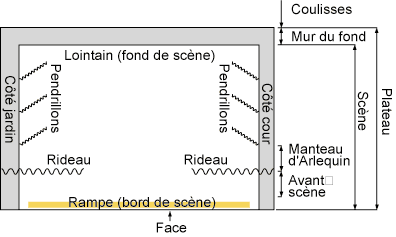 Coulisses
Mur du fond
Lointain (fond de scène)
Côté jardin
Pendrillons
Pendrillons
Côté cour
Scène
Plateau
Manteau
d'Arlequin
Rideau
Rideau
Avant□
scène
Rampe (bord de scène)
Face